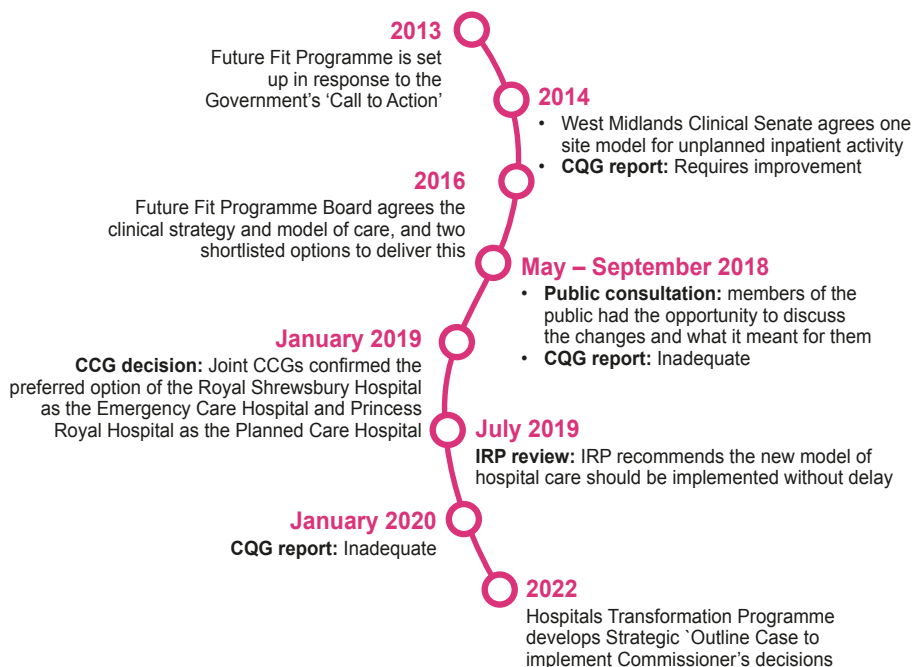 2013
Future Fit Programme is set
up in response to the
Government's ‘Call to Action’
2014
• West Midlands Clinical Senate agrees one
site model for unplanned inpatient activity
• CQG report: Requires improvement
2016
Future Fit Programme Board agrees the
clinical strategy and model of care, and two
shortlisted options to deliver this
May – September 2018
• Public consultation: members of the
public had the opportunity to discuss
the changes and what it meant for them
• CQG report: Inadequate
January 2019
CCG decision: Joint CCGs confirmed the
preferred option of the Royal Shrewsbury Hospital
as the Emergency Care Hospital and Princess
Royal Hospital as the Planned Care Hospital
July 2019
IRP review: IRP recommends the new model of
hospital care should be implemented without delay
January 2020
CQG report: Inadequate
2022
Hospitals Transformation Programme
develops Strategic `Outline Case to
implement Commissioner's decisions